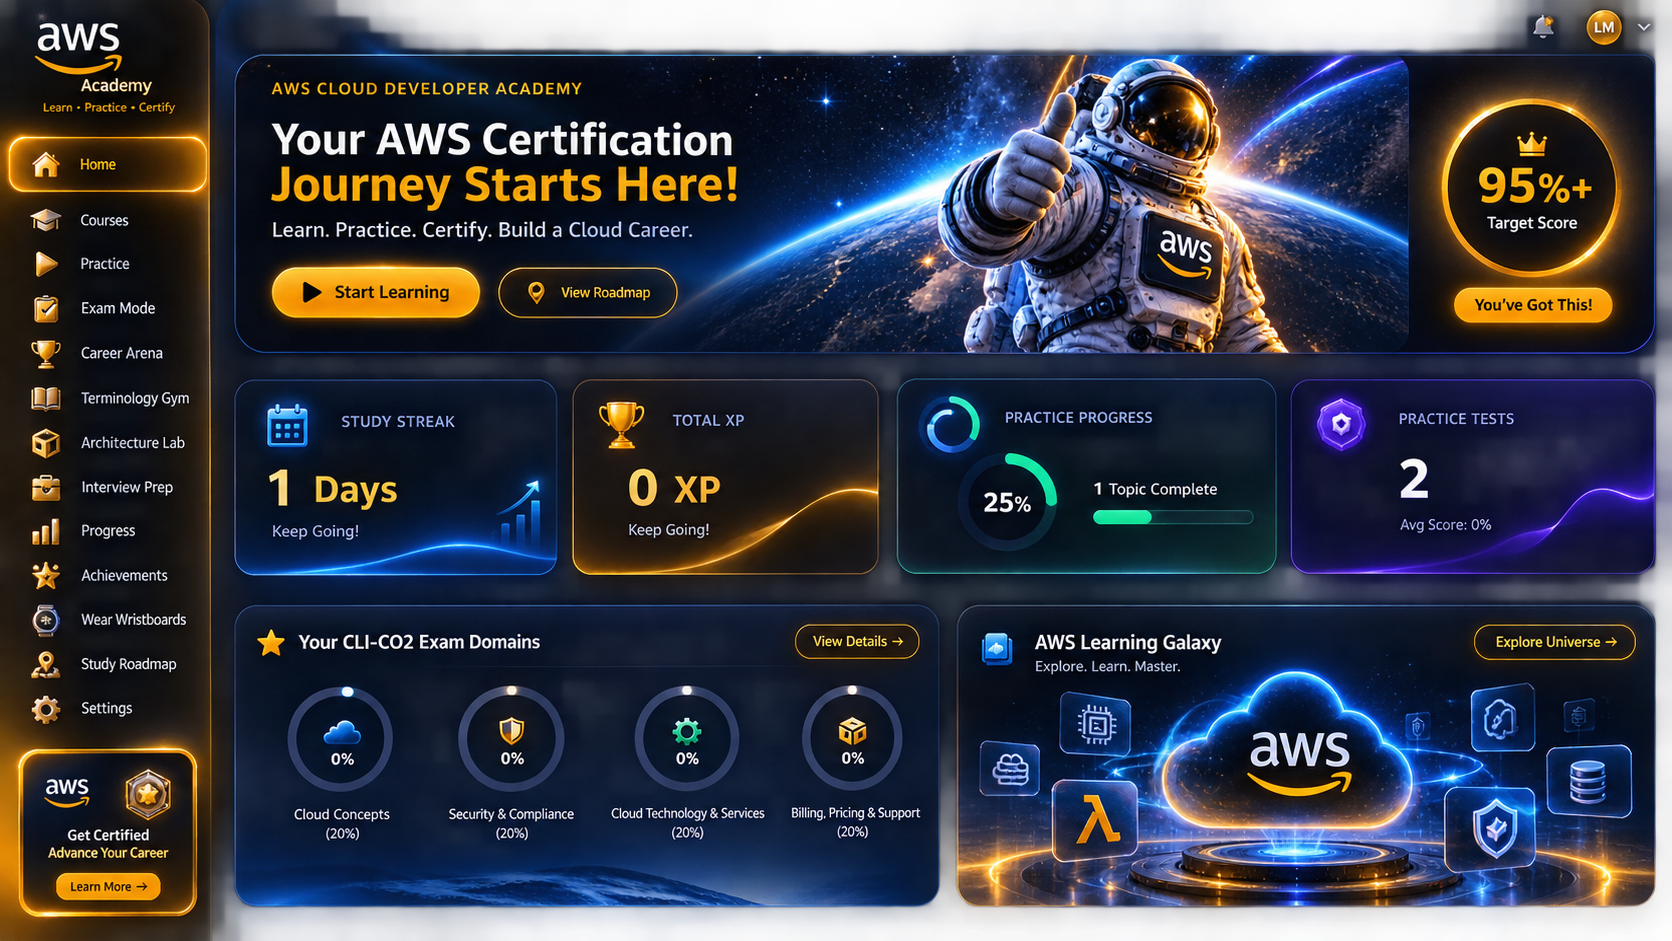 aws
Academy
Learn • Practice • Certify
Home
Courses
Practice
Exam Mode
Career Arena
Terminology Gym
Architecture Lab
Interview Prep
Progress
Achievements
Wear Wristboards
Study Roadmap
Settings
aws
Get Certified
Advance Your Career
Learn More →
LM
AWS CLOUD DEVELOPER ACADEMY
Your AWS Certification
Journey Starts Here!
Learn. Practice. Certify. Build a Cloud Career.
Start Learning
View Roadmap
aws
95%+
Target Score
You've Got This!
STUDY STREAK
1 Days
Keep Going!
TOTAL XP
0 XP
Keep Going!
PRACTICE PROGRESS
25%
1 Topic Complete
PRACTICE TESTS
2
Avg Score: 0%
Your CLI-CO2 Exam Domains
View Details →
0%
Cloud Concepts
(20%)
0%
Security & Compliance
(20%)
0%
Cloud Technology & Services
(20%)
0%
Billing, Pricing & Support
(20%)
AWS Learning Galaxy
Explore. Learn. Master.
Explore Universe →
aws